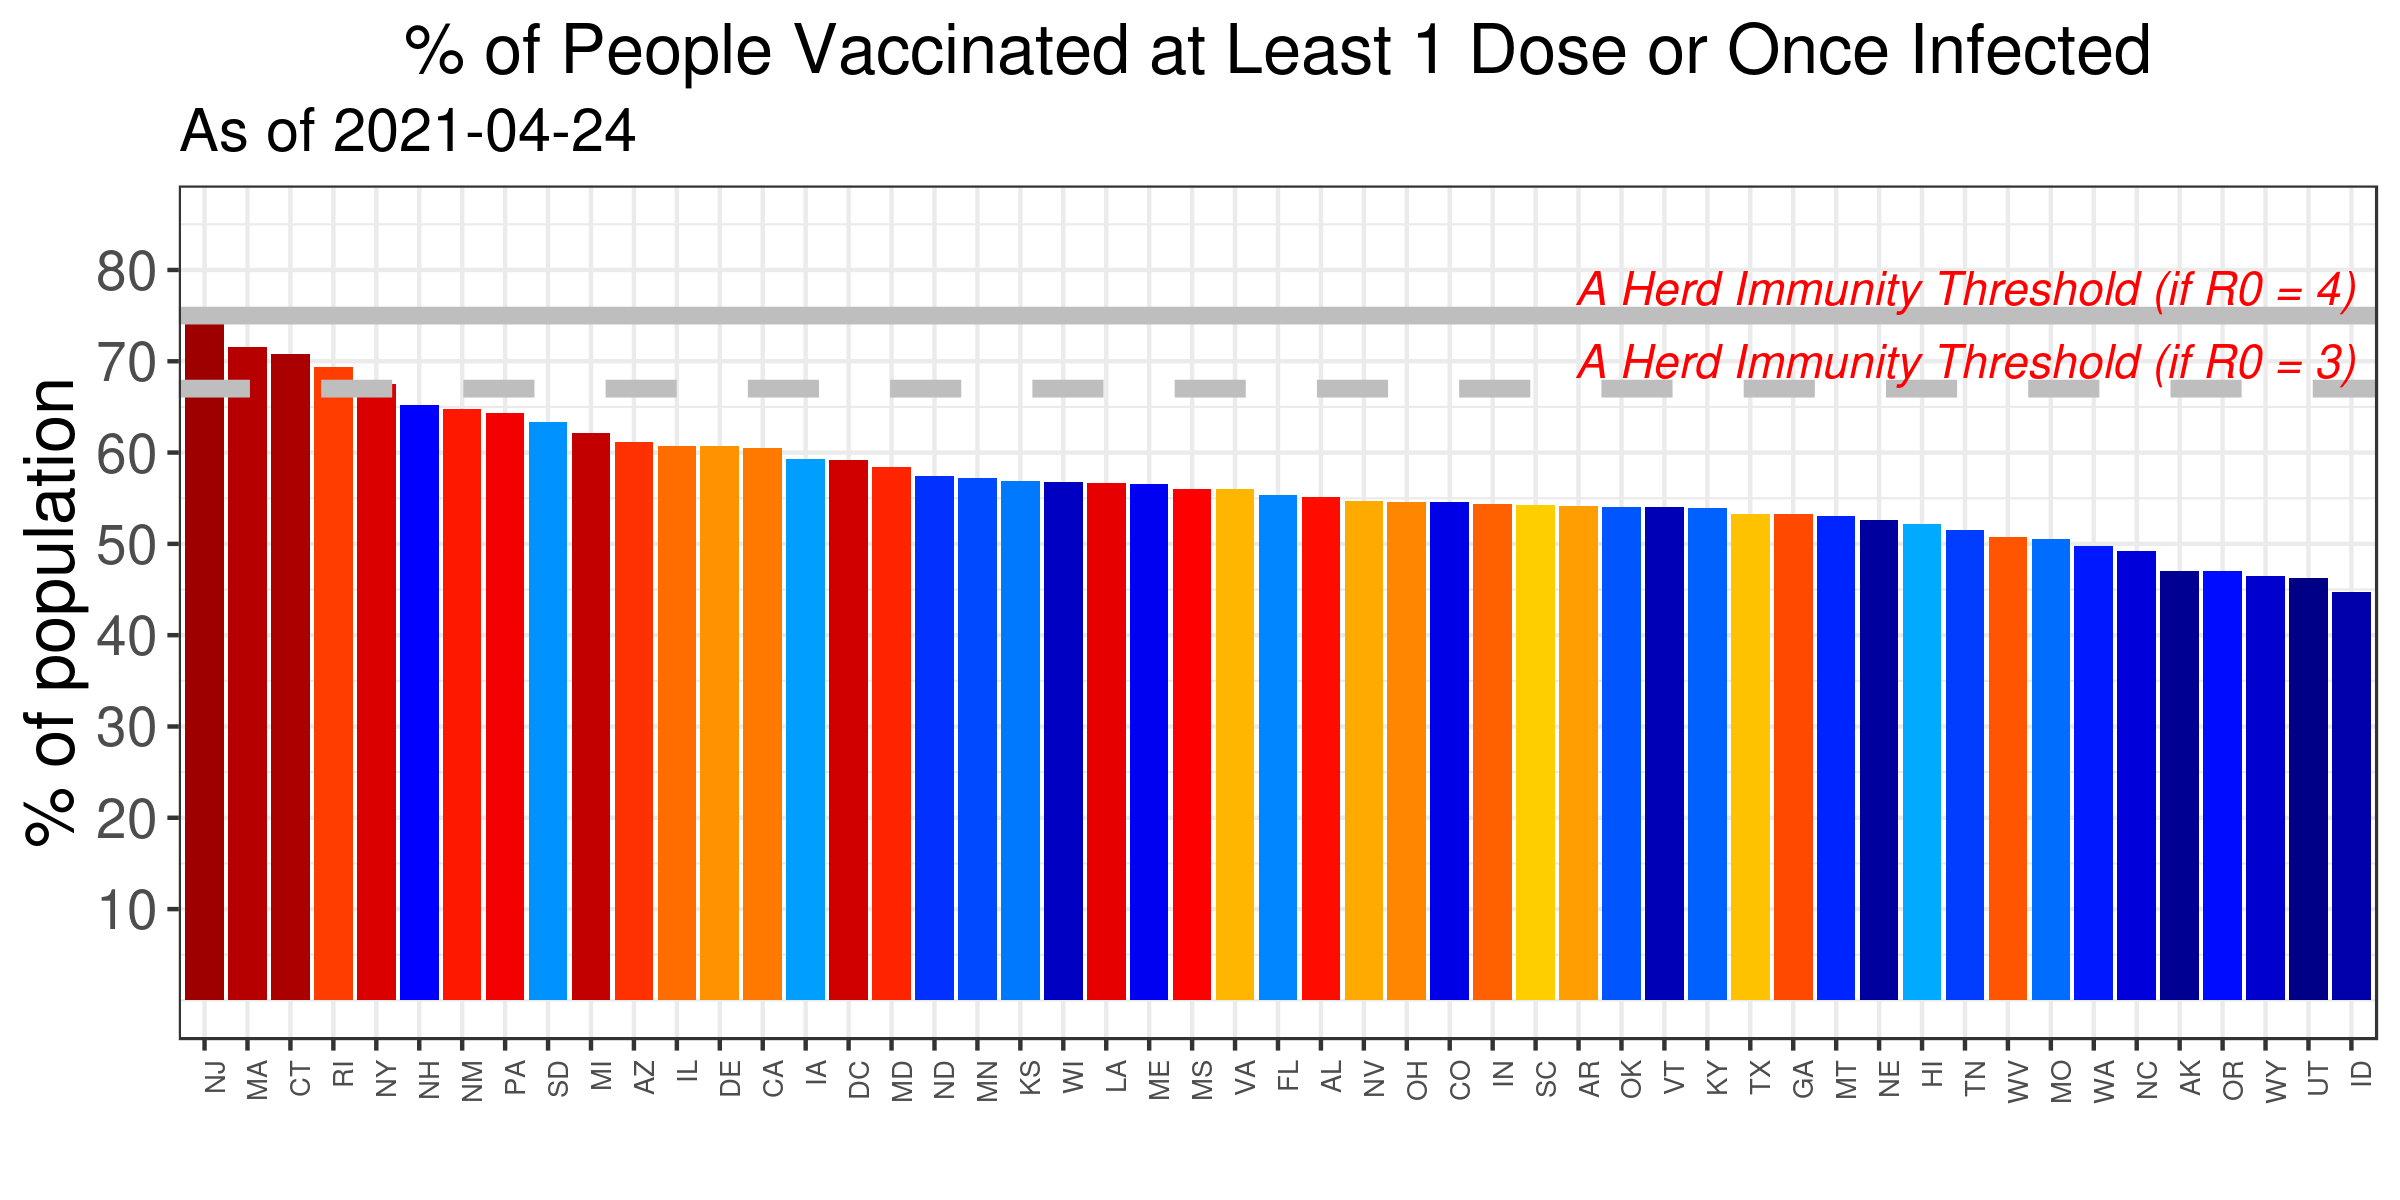 % of People Vaccinated at Least 1 Dose or Once Infected
As of 2021-04-24
% of population
80
70
60
50
40
30
20
10
A Herd Immunity Threshold (if R0 = 4)
A Herd Immunity Threshold (if R0 = 3)
NJ MA CT RI NY NH NM PA SD MI AZ IL DE CA IA DC MD ND MN KS WI LA ME MS VA FL AL NV OH CO IN SC AR OK VT KY TX GA MT NE HI TN WV MO WA NC AK OR WY UT ID